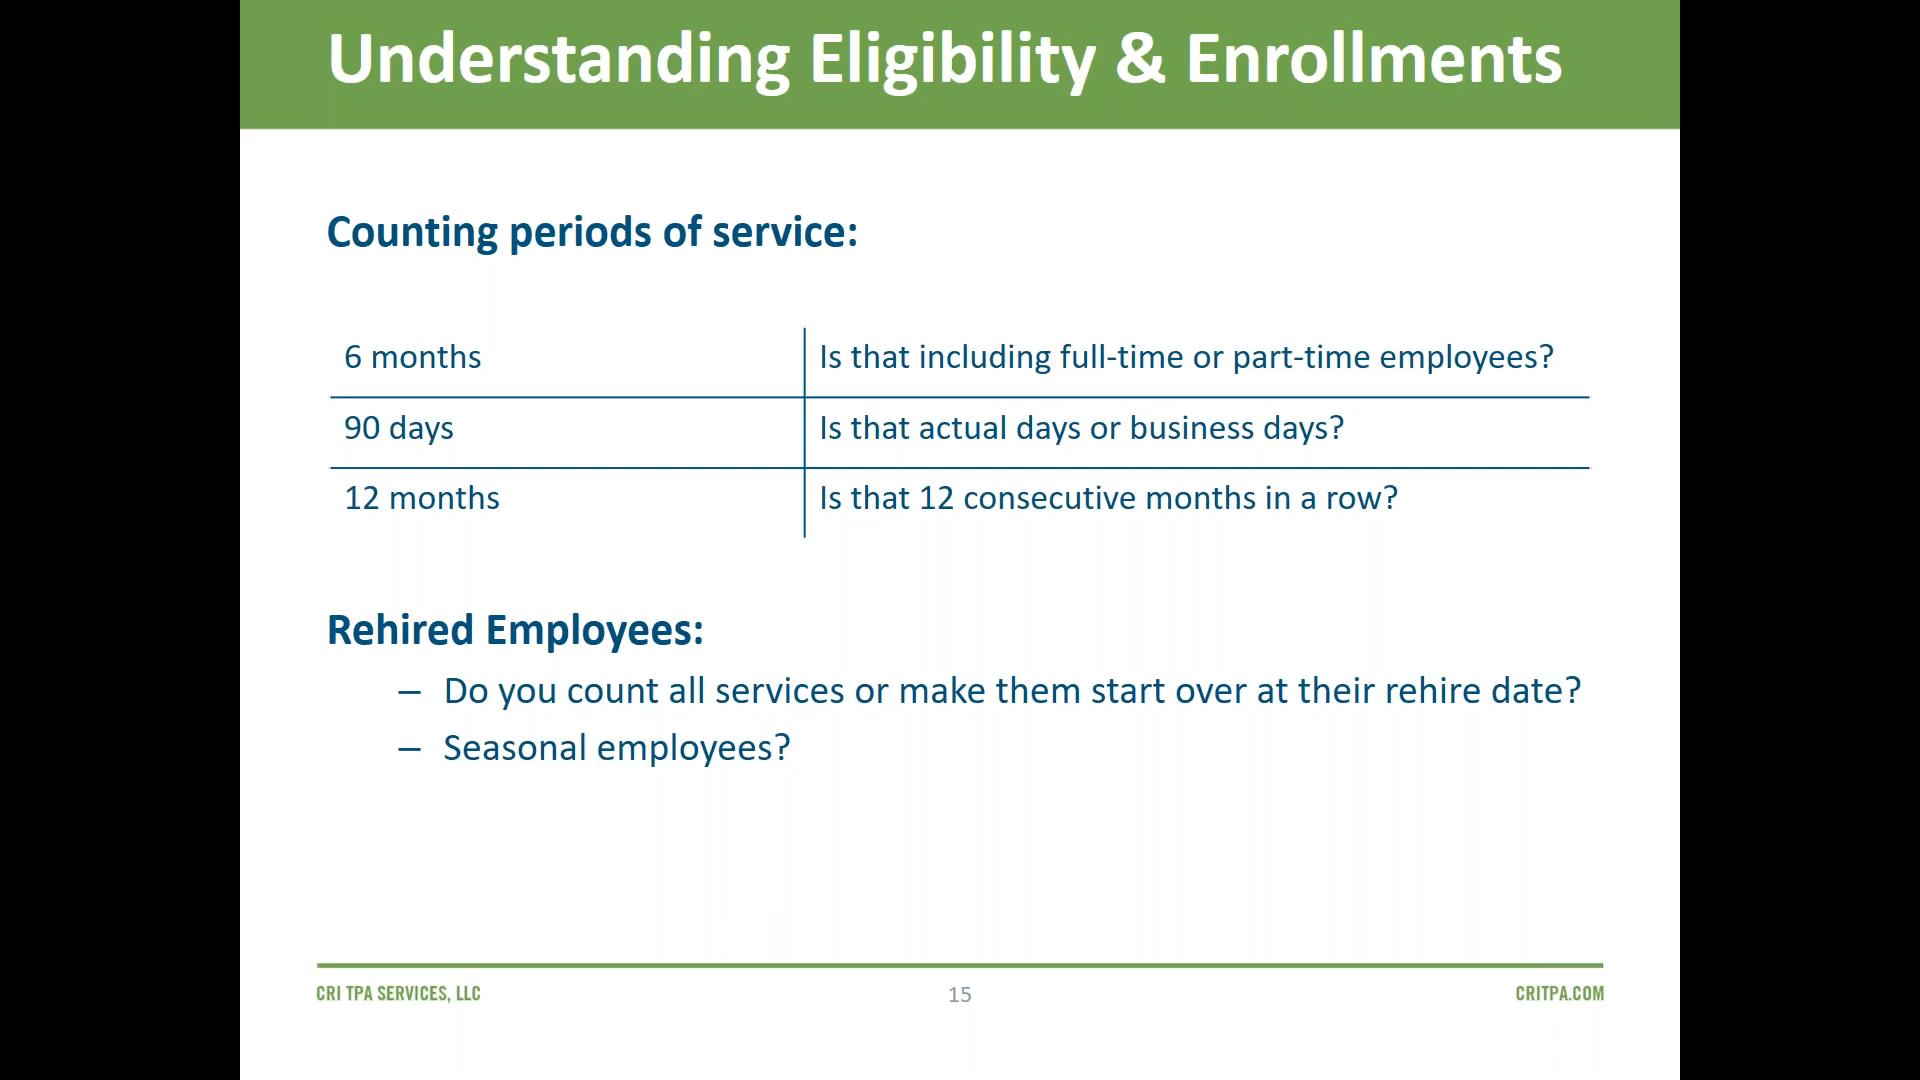 Understanding Eligibility & Enrollments
Counting periods of service:
6 months
Is that including full-time or part-time employees?
90 days
Is that actual days or business days?
12 months
Is that 12 consecutive months in a row?
Rehired Employees:
– Do you count all services or make them start over at their rehire date?
– Seasonal employees?
CRI TPA SERVICES, LLC
15
CRITPA.COM